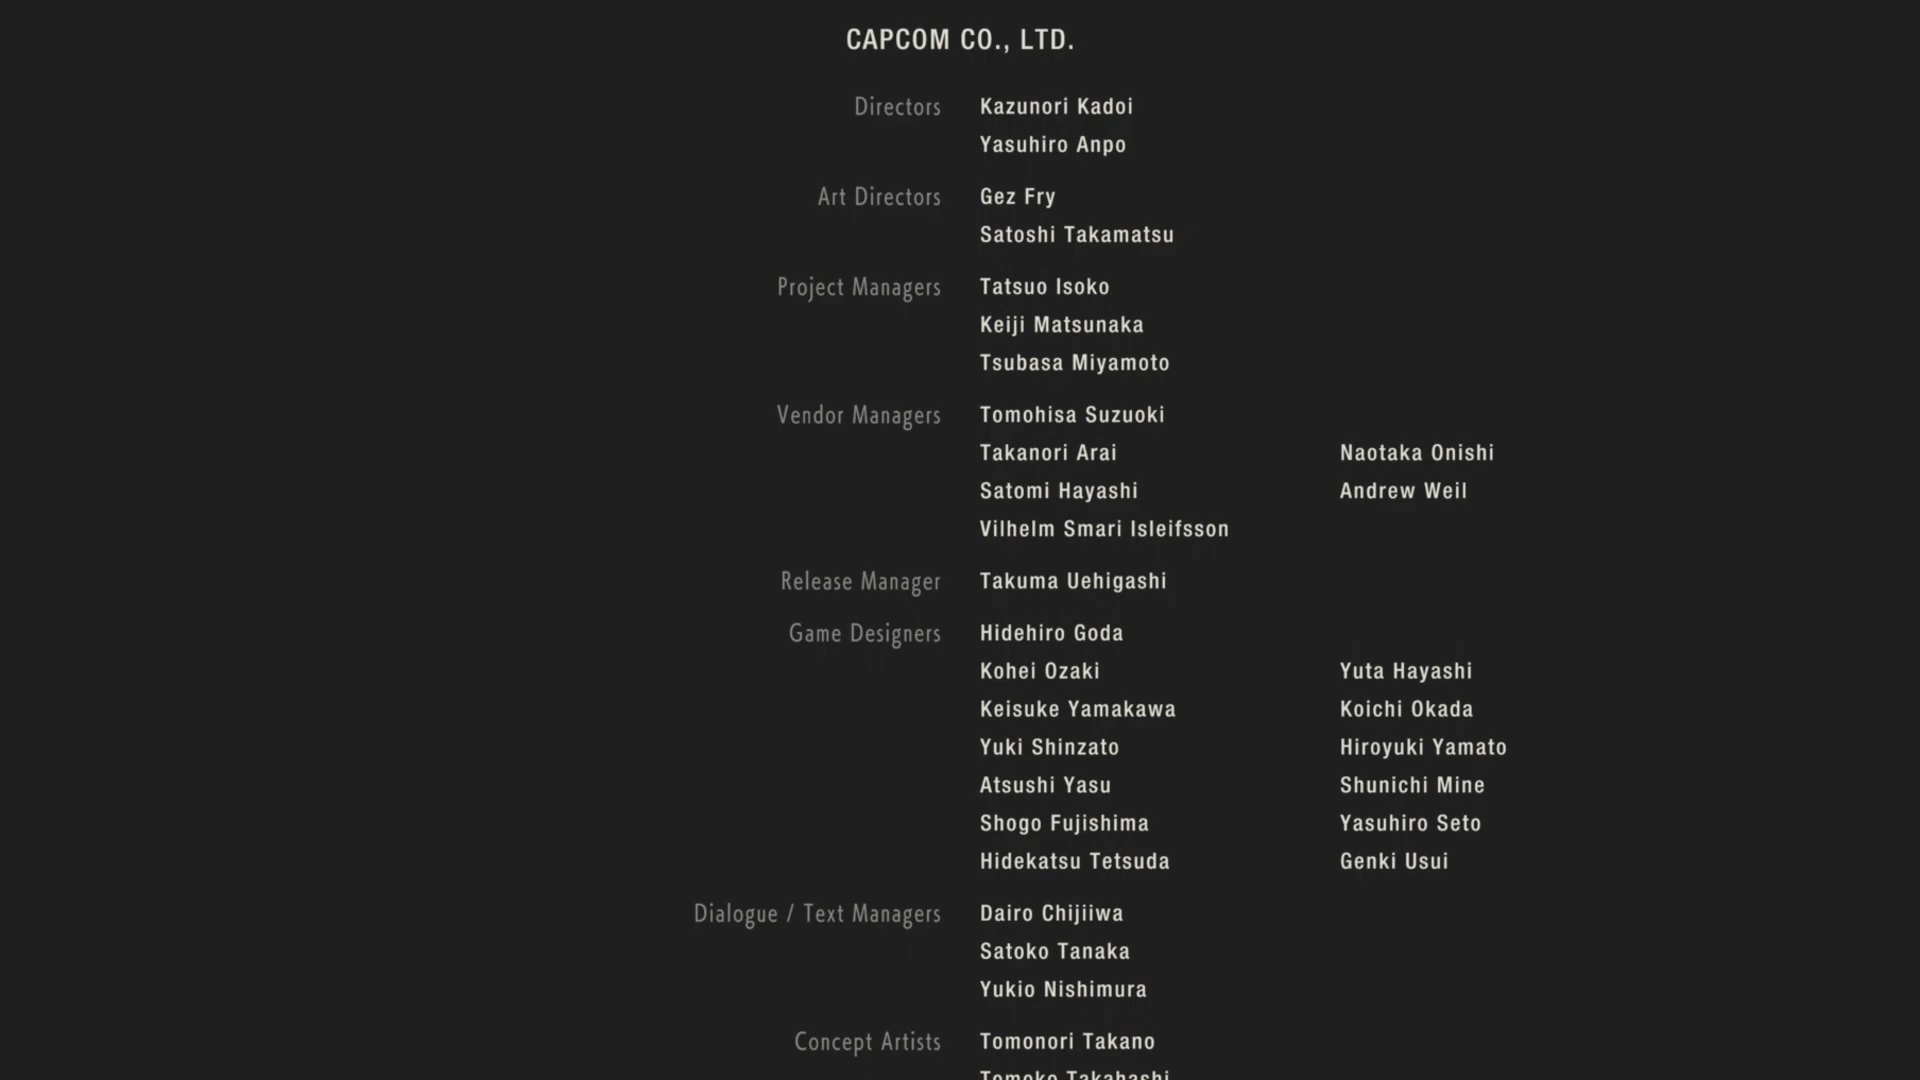 CAPCOM CO., LTD.
Directors Kazunori Kadoi
Yasuhiro Anpo
Art Directors Gez Fry
Satoshi Takamatsu
Project Managers Tatsuo Isoko
Keiji Matsunaka
Tsubasa Miyamoto
Vendor Managers Tomohisa Suzuoki
Takanori Arai Naotaka Onishi
Satomi Hayashi Andrew Weil
Vilhelm Smari Isleifsson
Release Manager Takuma Uehigashi
Game Designers Hidehiro Goda
Kohei Ozaki Yuta Hayashi
Keisuke Yamakawa Koichi Okada
Yuki Shinzato Hiroyuki Yamato
Atsushi Yasu Shunichi Mine
Shogo Fujishima Yasuhiro Seto
Hidekatsu Tetsuda Genki Usui
Dialogue / Text Managers Dairo Chijiiwa
Satoko Tanaka
Yukio Nishimura
Concept Artists Tomonori Takano
Tomoko Takahashi